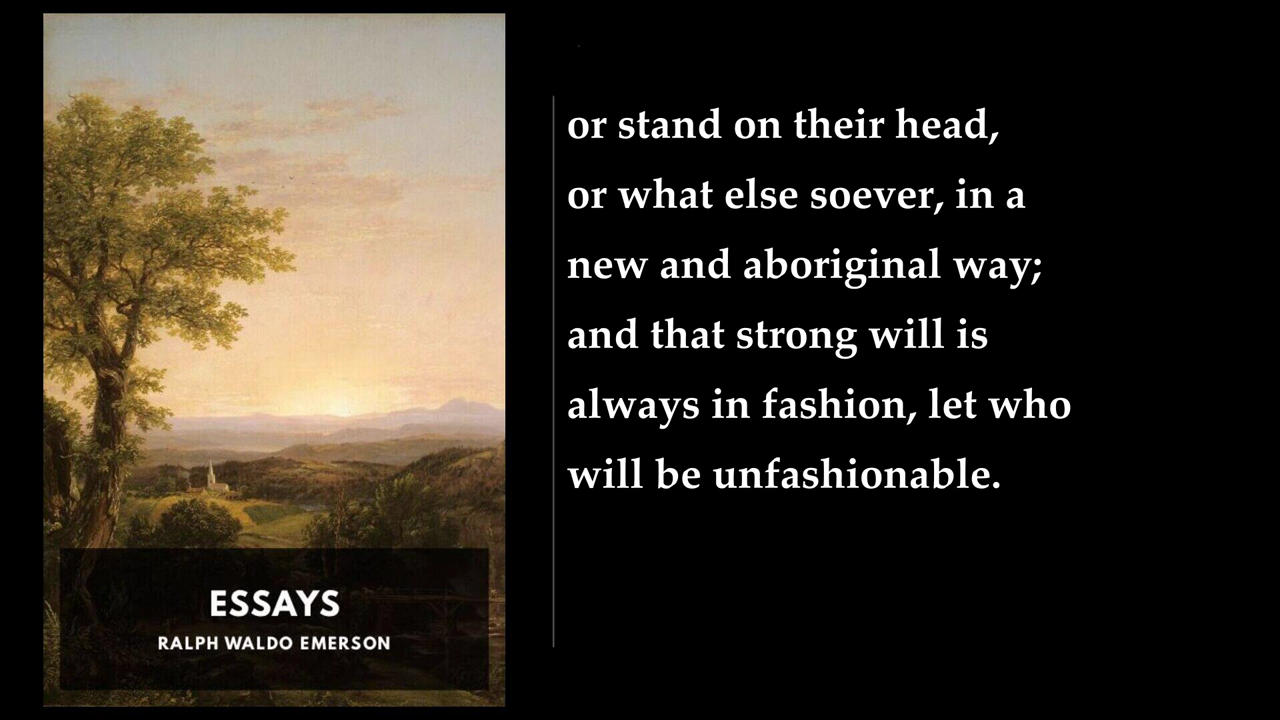 ESSAYS
RALPH WALDO EMERSON
or stand on their head,
or what else soever, in a
new and aboriginal way;
and that strong will is
always in fashion, let who
will be unfashionable.